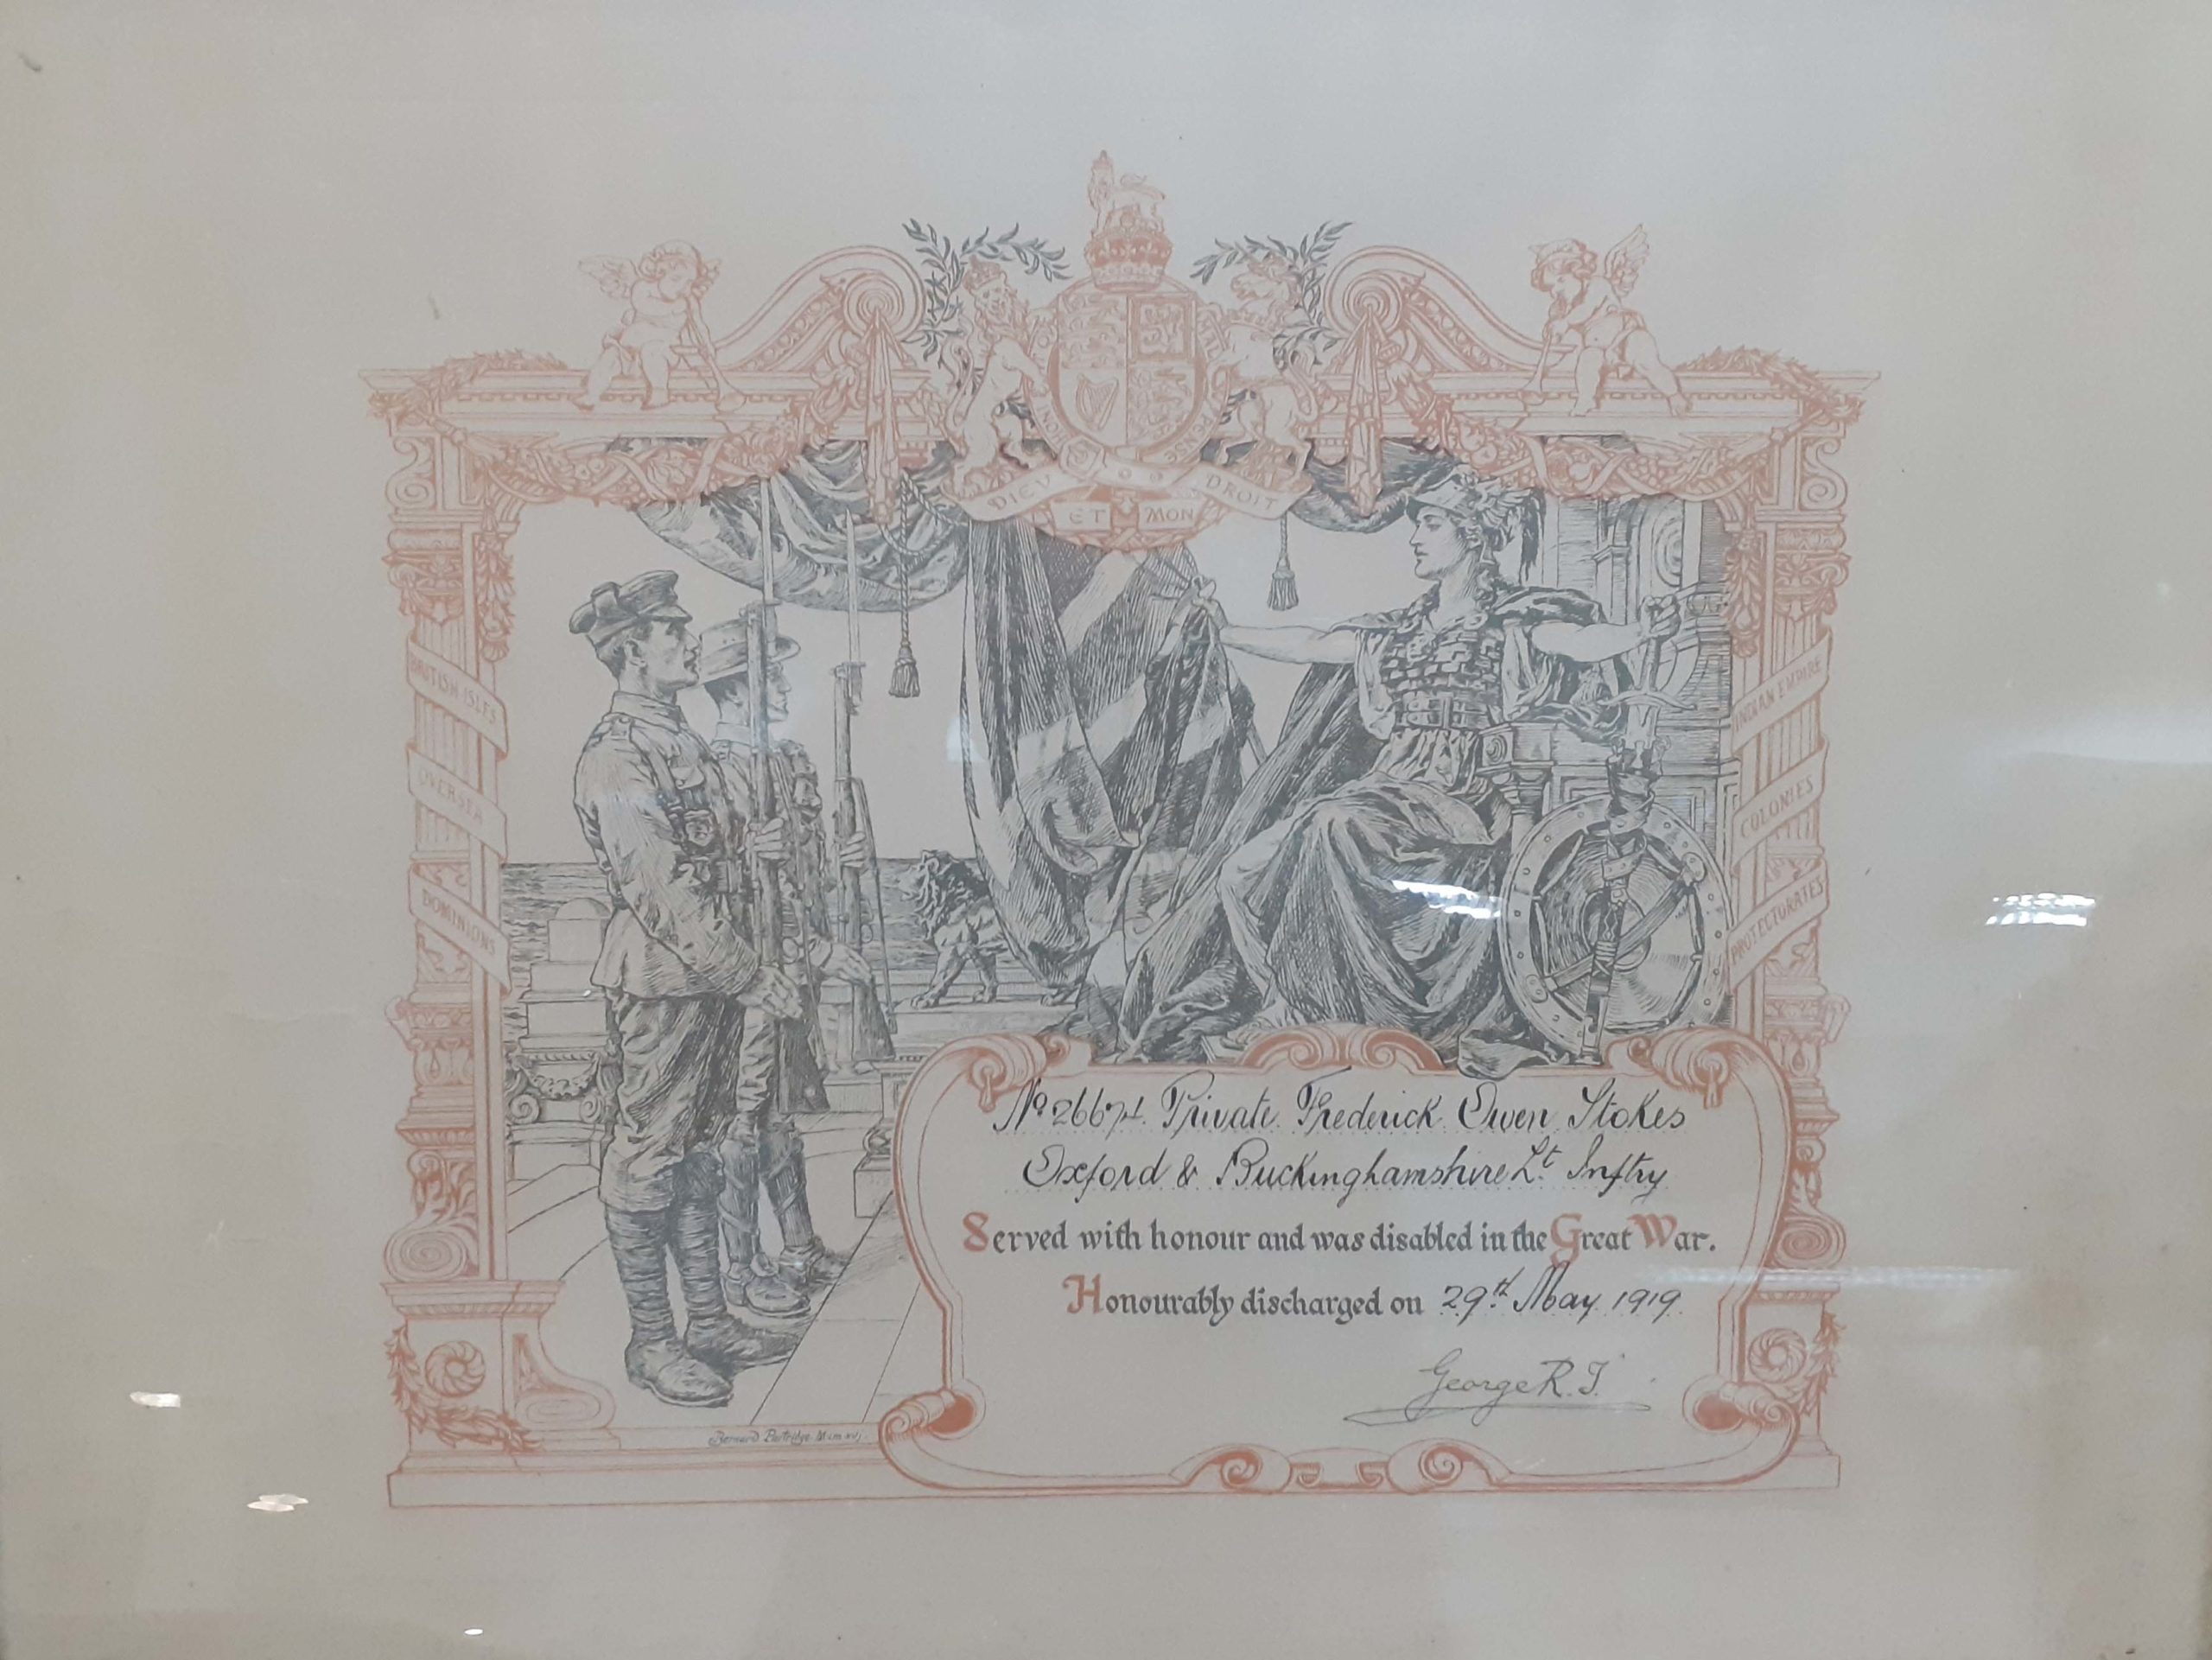 DIEU ET MON DROIT
BRITISH ISLES
OVERSEA
DOMINIONS
INDIAN EMPIRE
COLONIES
PROTECTORATES
No 26674 Private Frederick Owen Stokes
Oxford & Buckinghamshire Lt Inftry
Served with honour and was disabled in the Great War.
Honourably discharged on 29th May 1919.
George R.I.
Bernard Partridge Mcmxvj